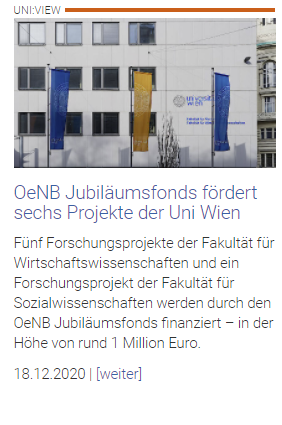 UNI:VIEW
universität
wien
OeNB Jubiläumsfonds fördert
sechs Projekte der Uni Wien
Fünf Forschungsprojekte der Fakultät für
Wirtschaftswissenschaften und ein
Forschungsprojekt der Fakultät für
Sozialwissenschaften werden durch den
OeNB Jubiläumsfonds finanziert – in der
Höhe von rund 1 Million Euro.
18.12.2020 | [weiter]